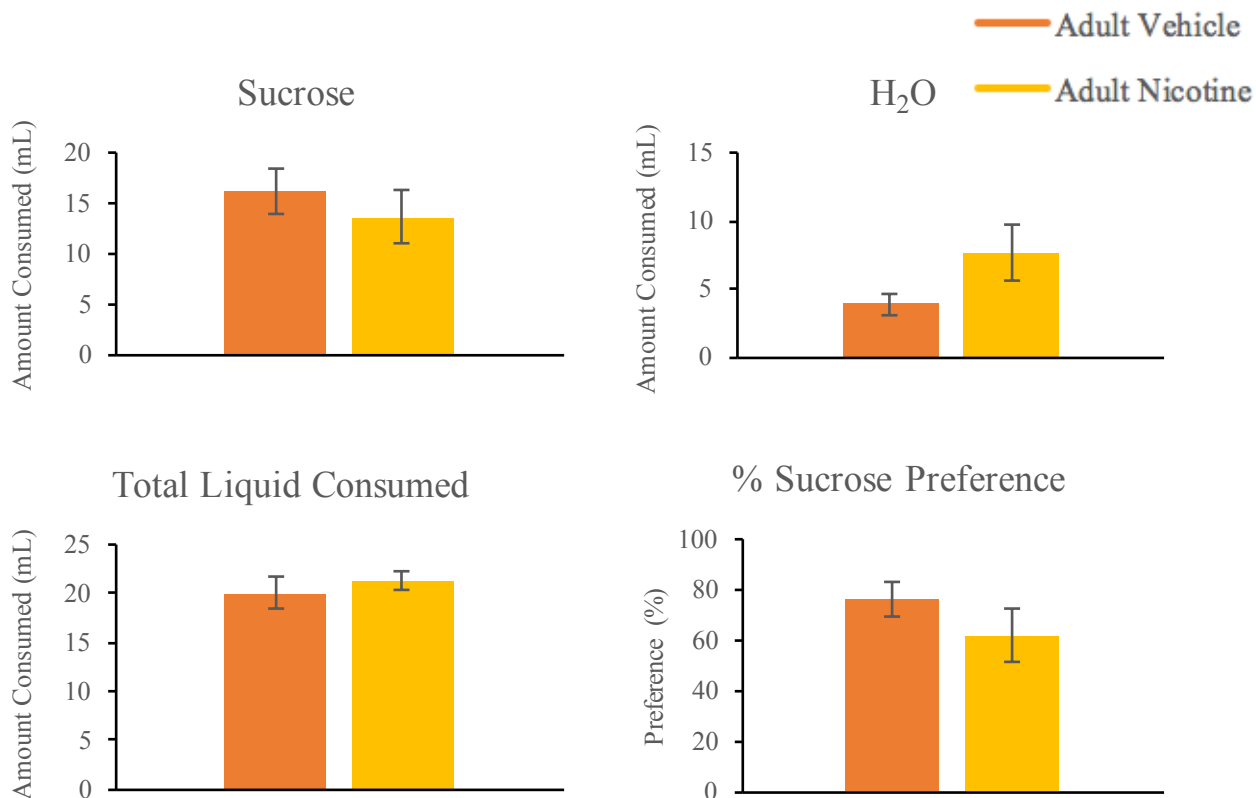 Adult Vehicle
Adult Nicotine
Sucrose
Amount Consumed (mL)
20
15
10
5
0
H₂O
Amount Consumed (mL)
15
10
5
0
Total Liquid Consumed
Amount Consumed (mL)
25
20
15
10
5
0
% Sucrose Preference
Preference (%)
100
80
60
40
20
0